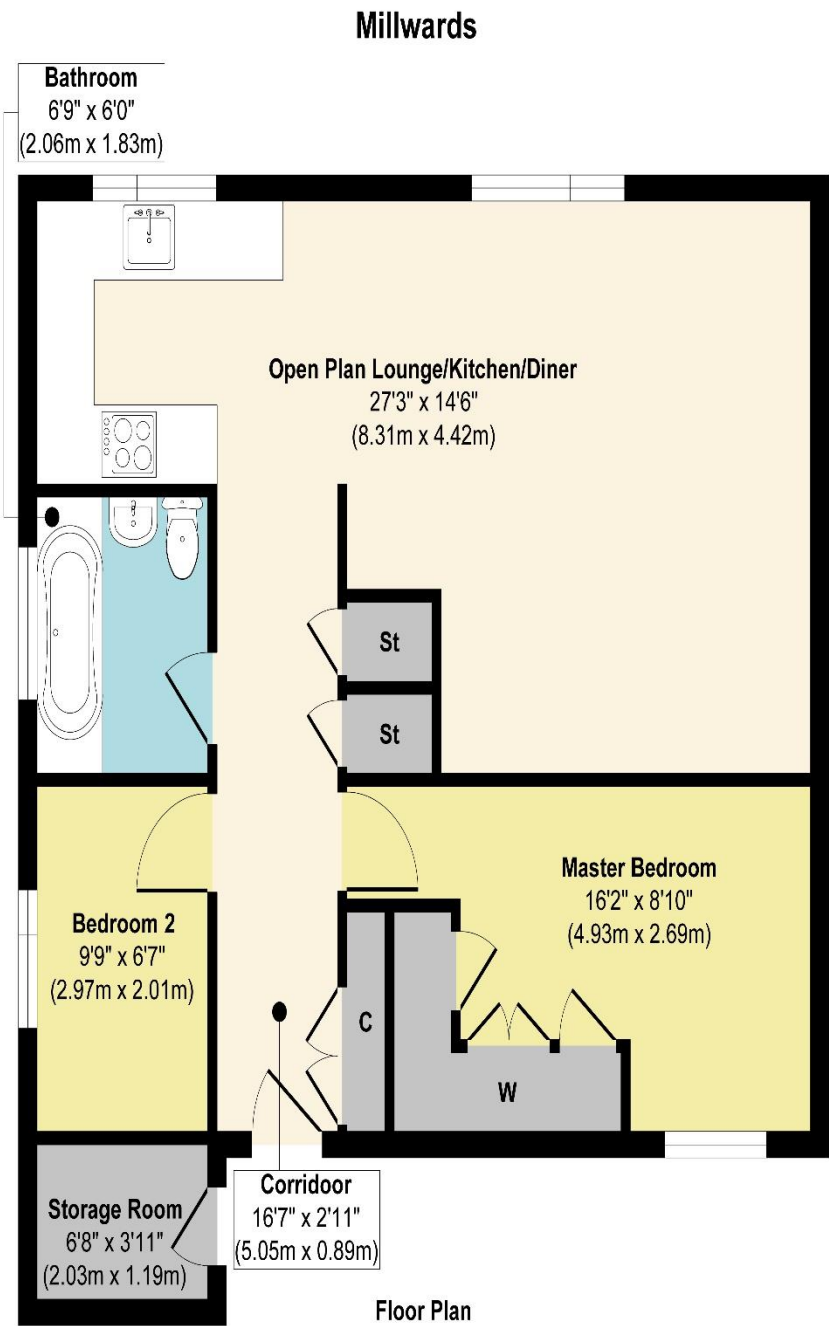 Millwards
Bathroom
6'9" x 6'0"
(2.06m x 1.83m)
Open Plan Lounge/Kitchen/Diner
27'3" x 14'6"
(8.31m x 4.42m)
St
St
Master Bedroom
16'2" x 8'10"
(4.93m x 2.69m)
Bedroom 2
9'9" x 6'7"
(2.97m x 2.01m)
C
W
Corridoor
16'7" x 2'11"
(5.05m x 0.89m)
Storage Room
6'8" x 3'11"
(2.03m x 1.19m)
Floor Plan